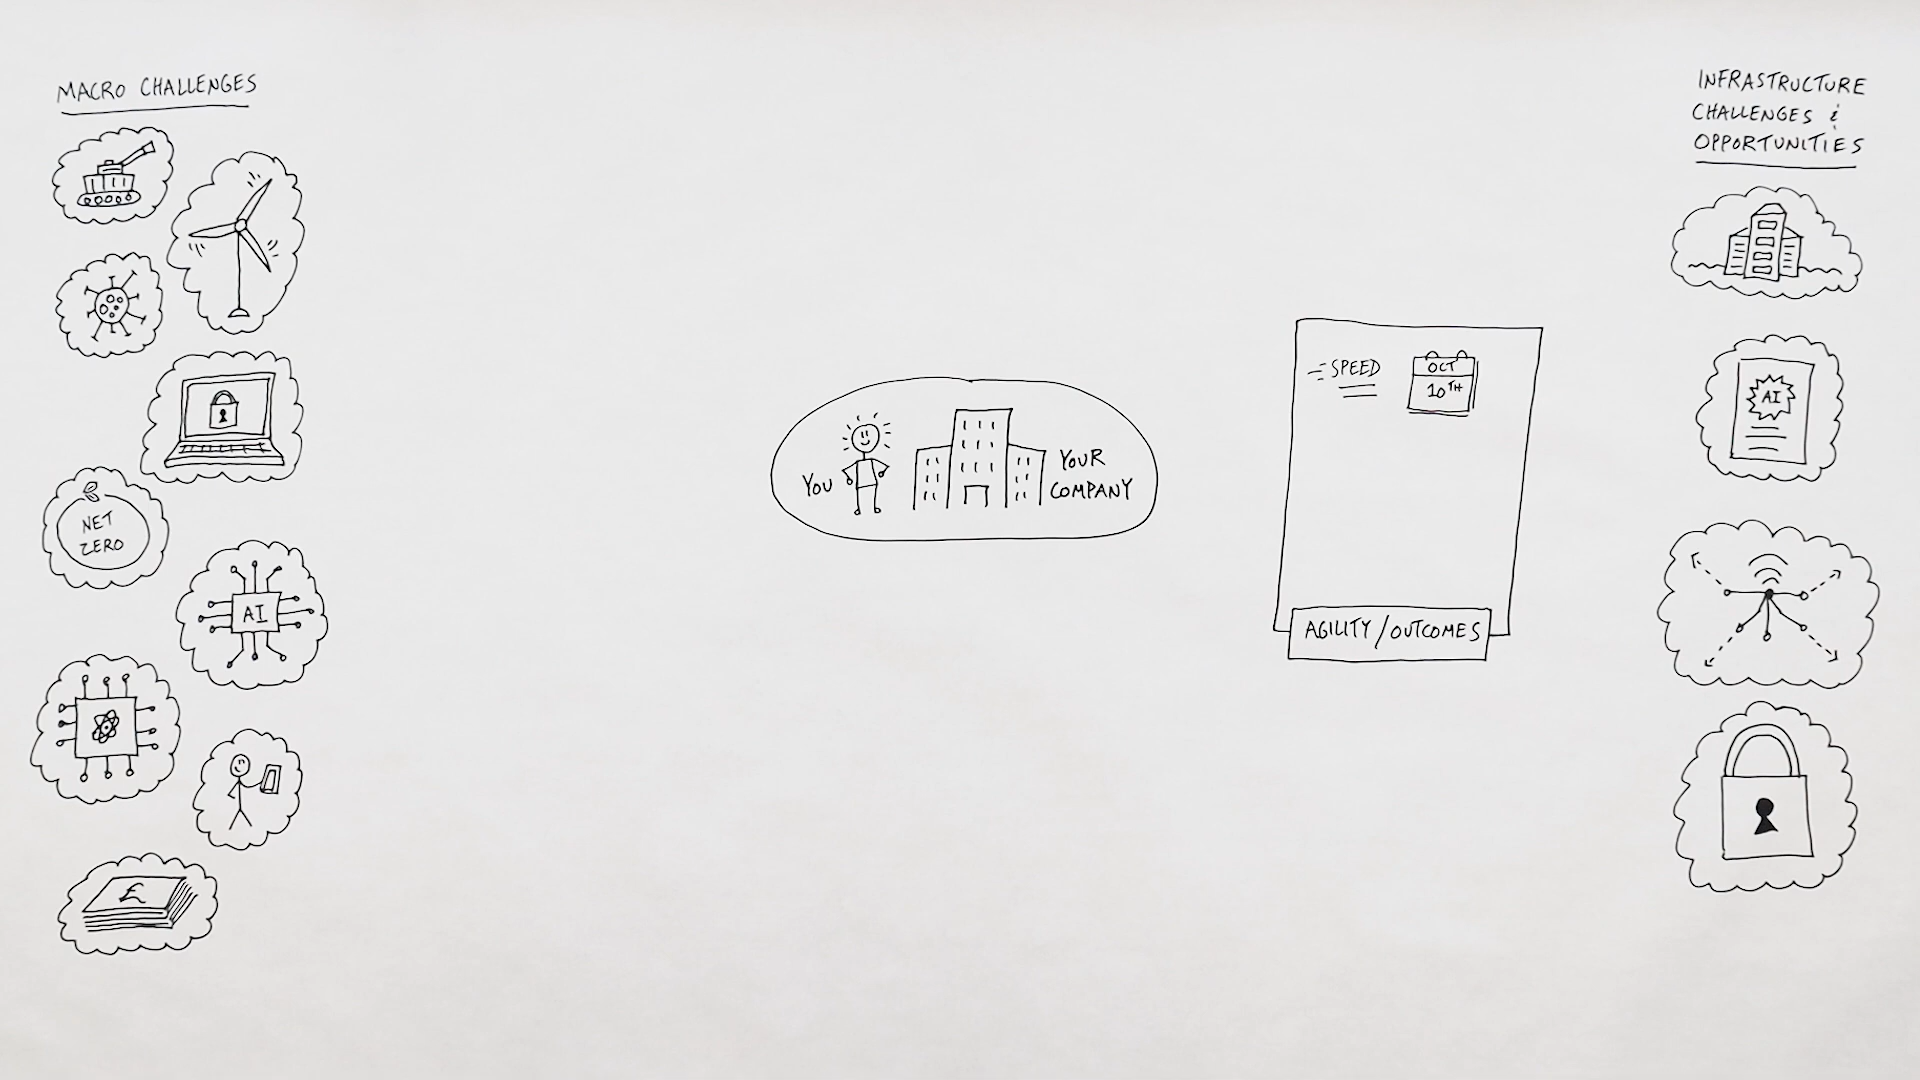 MACRO CHALLENGES
NET
ZERO
AI
£
YOU
YOUR
COMPANY
SPEED
OCT
10TH
AGILITY/OUTCOMES
INFRASTRUCTURE
CHALLENGES &
OPPORTUNITIES
AI